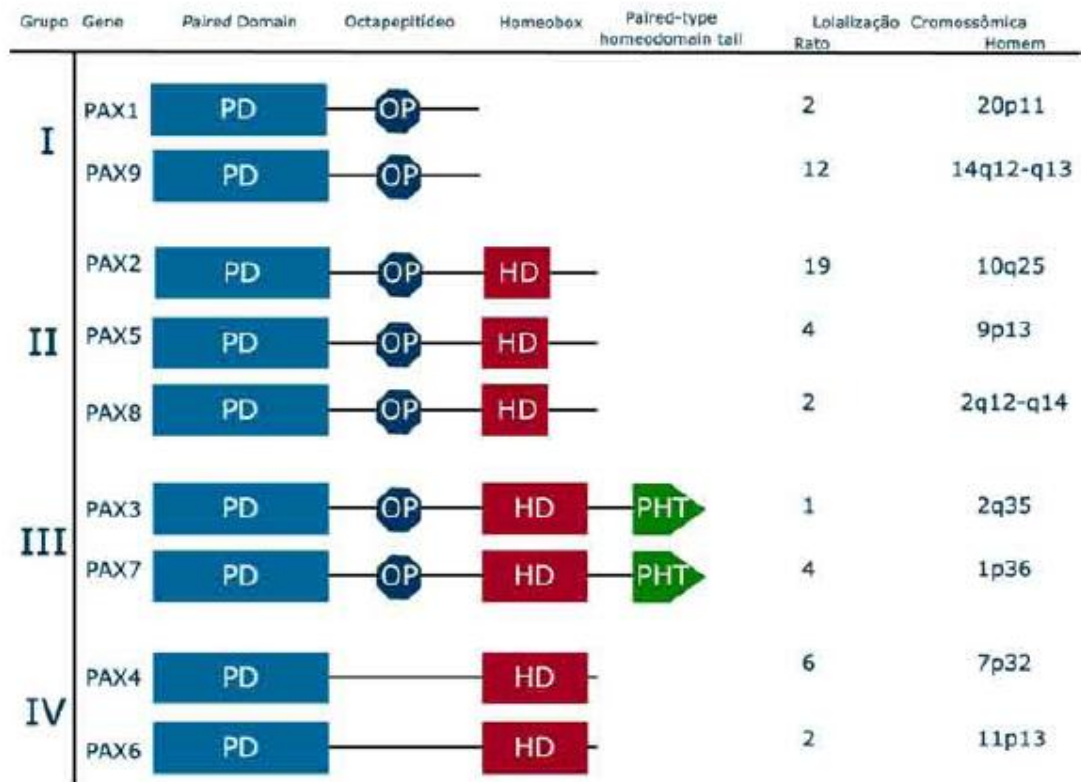 Grupo Gene Paired Domain Octapepitídeo Homeobox Paired-type homeodomain tail Lolalização Cromossômica
Rato Homem
I
PAX1 PD OP 2 20p11
PAX9 PD OP 12 14q12-q13
II
PAX2 PD OP HD 19 10q25
PAX5 PD OP HD 4 9p13
PAX8 PD OP HD 2 2q12-q14
III
PAX3 PD OP HD PHT 1 2q35
PAX7 PD OP HD PHT 4 1p36
IV
PAX4 PD HD 6 7p32
PAX6 PD HD 2 11p13